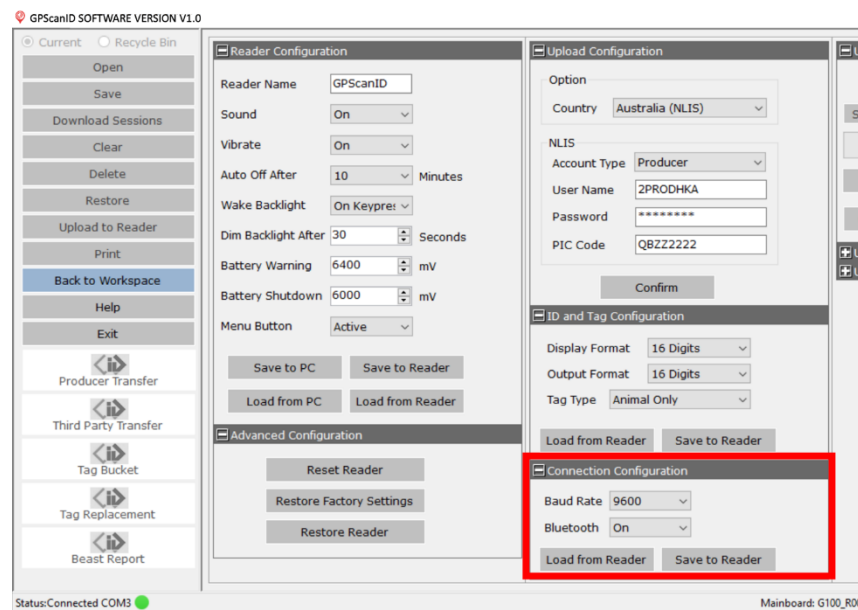 GPScanID SOFTWARE VERSION V1.0
Current Recycle Bin
Open
Save
Download Sessions
Clear
Delete
Restore
Upload to Reader
Print
Back to Workspace
Help
Exit
Producer Transfer
Third Party Transfer
Tag Bucket
Tag Replacement
Beast Report
Reader Configuration
Reader Name GPScanID
Sound On
Vibrate On
Auto Off After 10 Minutes
Wake Backlight On Keypres
Dim Backlight After 30 Seconds
Battery Warning 6400 mV
Battery Shutdown 6000 mV
Menu Button Active
Save to PC Save to Reader
Load from PC Load from Reader
Advanced Configuration
Reset Reader
Restore Factory Settings
Restore Reader
Upload Configuration
Option
Country Australia (NLIS)
NLIS
Account Type Producer
User Name 2PRODHKA
Password ********
PIC Code QBZZ2222
Confirm
ID and Tag Configuration
Display Format 16 Digits
Output Format 16 Digits
Tag Type Animal Only
Load from Reader Save to Reader
Connection Configuration
Baud Rate 9600
Bluetooth On
Load from Reader Save to Reader
Status:Connected COM3
Mainboard: G100_R0